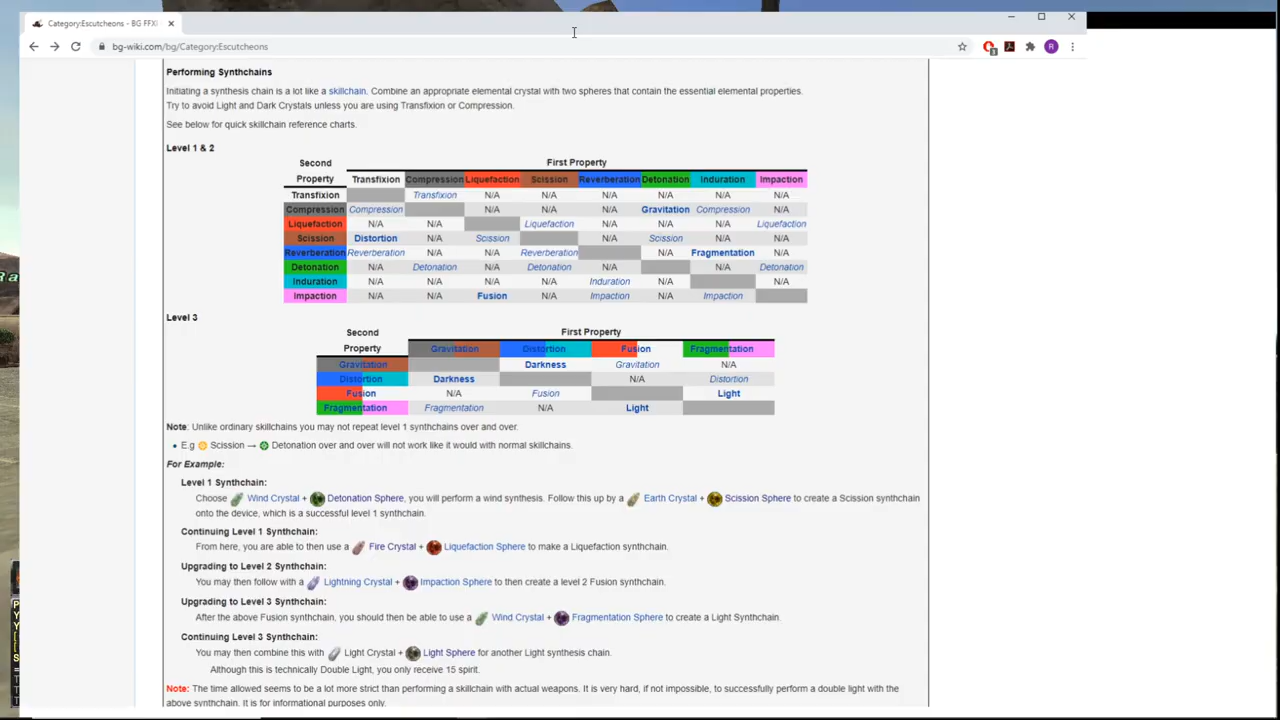 Category:Escutcheons - BG FFXI
bg-wiki.com/bg/Category:Escutcheons
R
Performing Synthchains
Initiating a synthesis chain is a lot like a skillchain. Combine an appropriate elemental crystal with two spheres that contain the essential elemental properties.
Try to avoid Light and Dark Crystals unless you are using Transfixion or Compression.
See below for quick skillchain reference charts.
Level 1 & 2
Second First Property
Property Transfixion Compression Liquefaction Scission Reverberation Detonation Induration Impaction
Transfixion Transfixion N/A N/A N/A N/A N/A N/A
Compression Compression N/A N/A N/A Gravitation Compression N/A
Liquefaction N/A N/A Liquefaction N/A N/A N/A Liquefaction
Scission Distortion N/A Scission N/A Scission N/A N/A
Reverberation Reverberation N/A N/A Reverberation N/A Fragmentation N/A
Detonation N/A Detonation N/A Detonation N/A N/A Detonation
Induration N/A N/A N/A N/A Induration N/A N/A
Impaction N/A N/A Fusion N/A Impaction N/A Impaction
Level 3
Second First Property
Property Gravitation Distortion Fusion Fragmentation
Gravitation Darkness Gravitation N/A
Distortion Darkness N/A Distortion
Fusion N/A Fusion Light
Fragmentation Fragmentation N/A Light
Note: Unlike ordinary skillchains you may not repeat level 1 synthchains over and over.
• E.g Scission → Detonation over and over will not work like it would with normal skillchains.
For Example:
Level 1 Synthchain:
Choose Wind Crystal + Detonation Sphere, you will perform a wind synthesis. Follow this up by a Earth Crystal + Scission Sphere to create a Scission synthchain
onto the device, which is a successful level 1 synthchain.
Continuing Level 1 Synthchain:
From here, you are able to then use a Fire Crystal + Liquefaction Sphere to make a Liquefaction synthchain.
Upgrading to Level 2 Synthchain:
You may then follow with a Lightning Crystal + Impaction Sphere to then create a level 2 Fusion synthchain.
Upgrading to Level 3 Synthchain:
After the above Fusion synthchain, you should then be able to use a Wind Crystal + Fragmentation Sphere to create a Light Synthchain.
Continuing Level 3 Synthchain:
You may then combine this with Light Crystal + Light Sphere for another Light synthesis chain.
Although this is technically Double Light, you only receive 15 spirit.
Note: The time allowed seems to be a lot more strict than performing a skillchain with actual weapons. It is very hard, if not impossible, to successfully perform a double light with the
above synthchain. It is for informational purposes only.